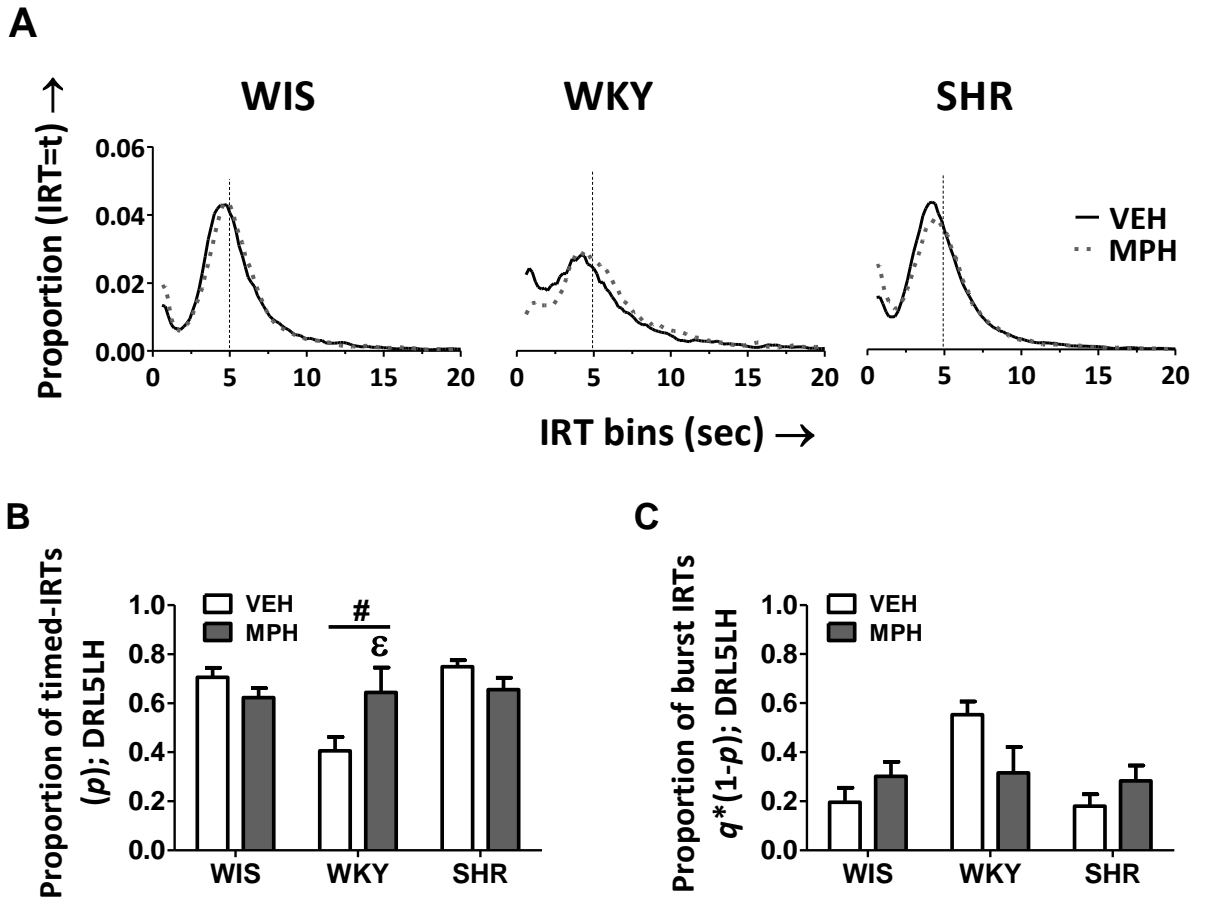 A
WIS WKY SHR
Proportion (IRT=t) →
0.06
0.04
0.02
0.00
0 5 10 15 20
0 5 10 15 20
0 5 10 15 20
VEH
MPH
IRT bins (sec) →
B
Proportion of timed-IRTs
(p); DRL5LH
1.0
0.8
0.6
0.4
0.2
0.0
VEH
MPH
#
ε
WIS WKY SHR
C
Proportion of burst IRTs
q*(1-p); DRL5LH
1.0
0.8
0.6
0.4
0.2
0.0
VEH
MPH
WIS WKY SHR